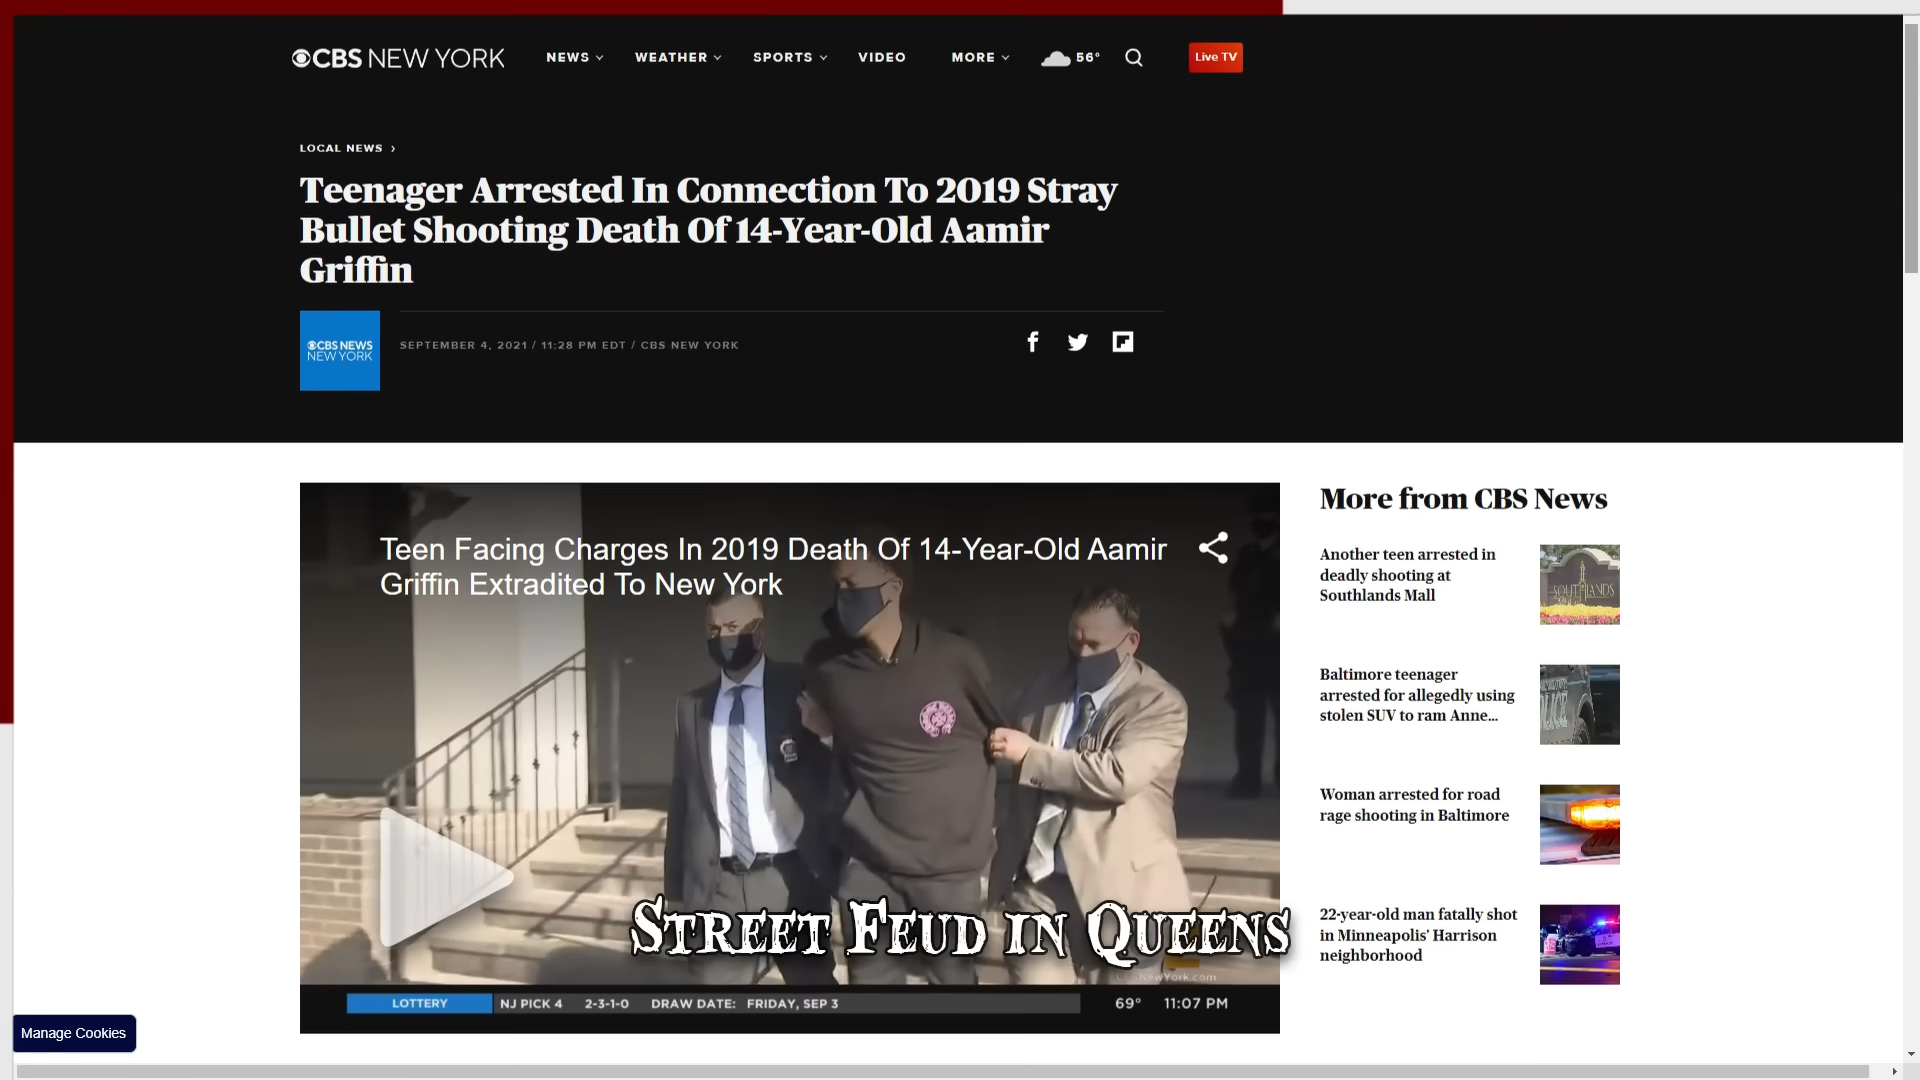 CBS NEW YORK
NEWS
WEATHER
SPORTS
VIDEO
MORE
56°
Live TV
LOCAL NEWS ›
Teenager Arrested In Connection To 2019 Stray
Bullet Shooting Death Of 14-Year-Old Aamir
Griffin
CBS NEWS
NEW YORK
SEPTEMBER 4, 2021 / 11:28 PM EDT / CBS NEW YORK
Teen Facing Charges In 2019 Death Of 14-Year-Old Aamir
Griffin Extradited To New York
STREET FEUD IN QUEENS
LOTTERY
NJ PICK 4 2-3-1-0 DRAW DATE: FRIDAY, SEP 3
69° 11:07 PM
More from CBS News
Another teen arrested in
deadly shooting at
Southlands Mall
SOUTHLANDS
Baltimore teenager
arrested for allegedly using
stolen SUV to ram Anne...
Woman arrested for road
rage shooting in Baltimore
22-year-old man fatally shot
in Minneapolis' Harrison
neighborhood
Manage Cookies